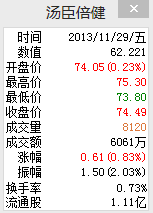 汤臣倍健
时间 2013/11/29/五
数值 62.221
开盘价 74.05(0.23%)
最高价 75.30
最低价 73.80
收盘价 74.49
成交量 8120
成交额 6061万
涨幅 0.61(0.83%)
振幅 1.50(2.03%)
换手率 0.73%
流通股 1.11亿